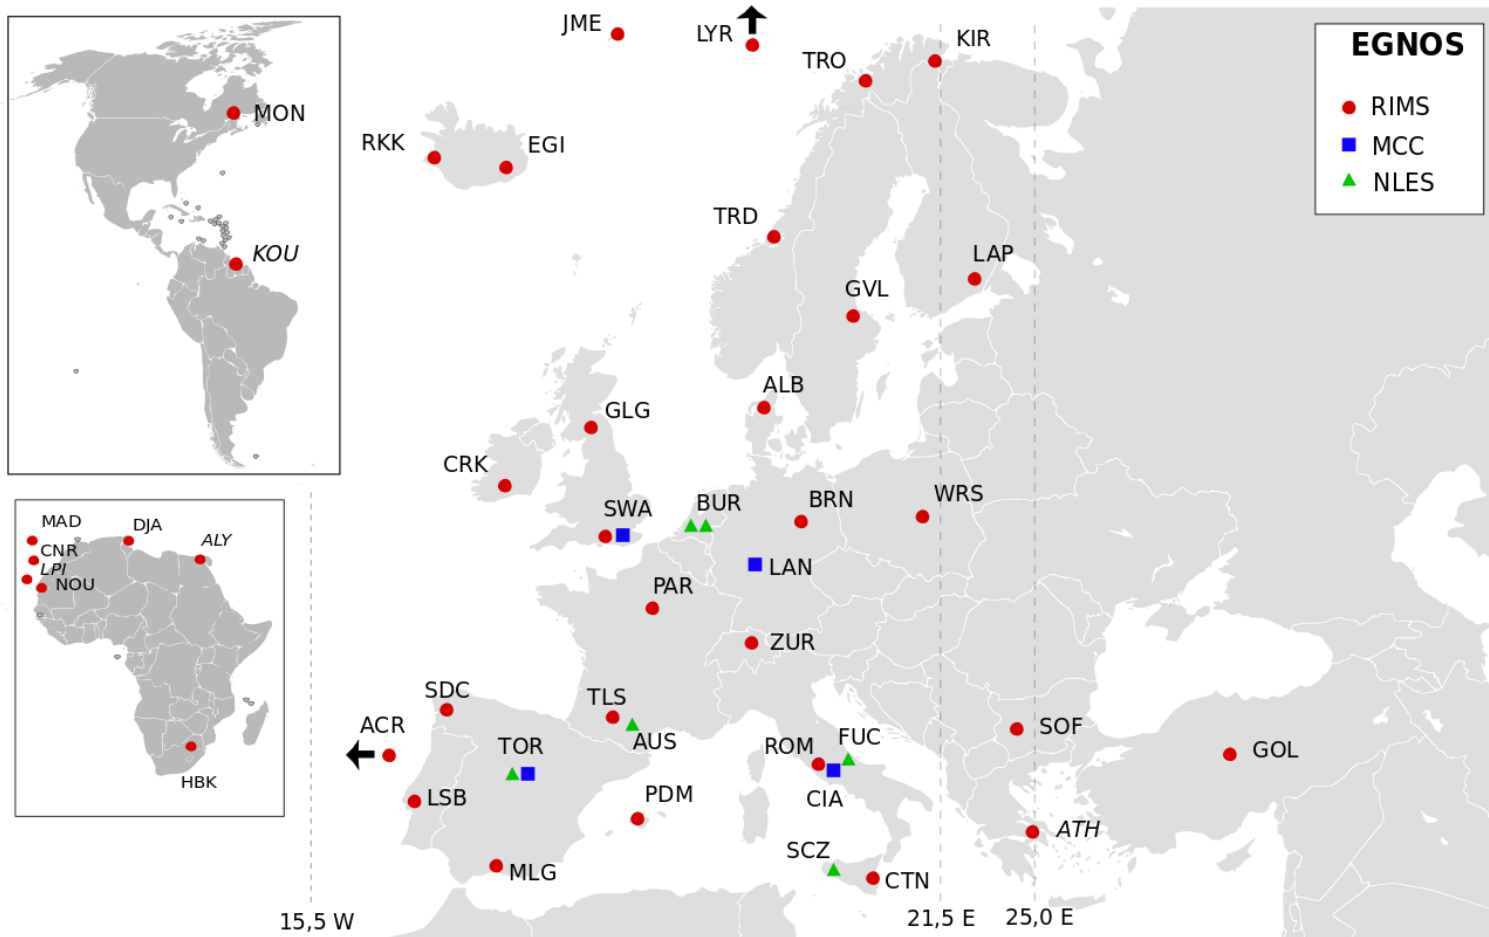 EGNOS
RIMS
MCC
NLES
MON
KOU
MAD
DJA
ALY
CNR
LPI
NOU
HBK
JME
LYR
KIR
TRO
RKK
EGI
TRD
LAP
GVL
ALB
GLG
CRK
SWA
BUR
BRN
WRS
LAN
PAR
ZUR
SDC
TLS
ACR
AUS
TOR
ROM
FUC
SOF
GOL
LSB
PDM
CIA
ATH
SCZ
MLG
CTN
15,5 W
21,5 E
25,0 E